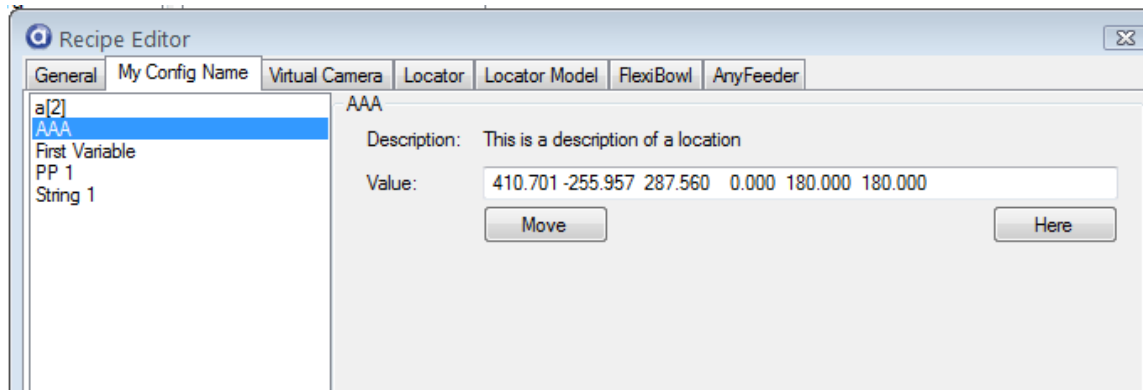 Recipe Editor
General My Config Name Virtual Camera Locator Locator Model FlexiBowl AnyFeeder
a[2]
AAA
First Variable
PP 1
String 1
AAA
Description: This is a description of a location
Value: 410.701 -255.957 287.560 0.000 180.000 180.000
Move Here